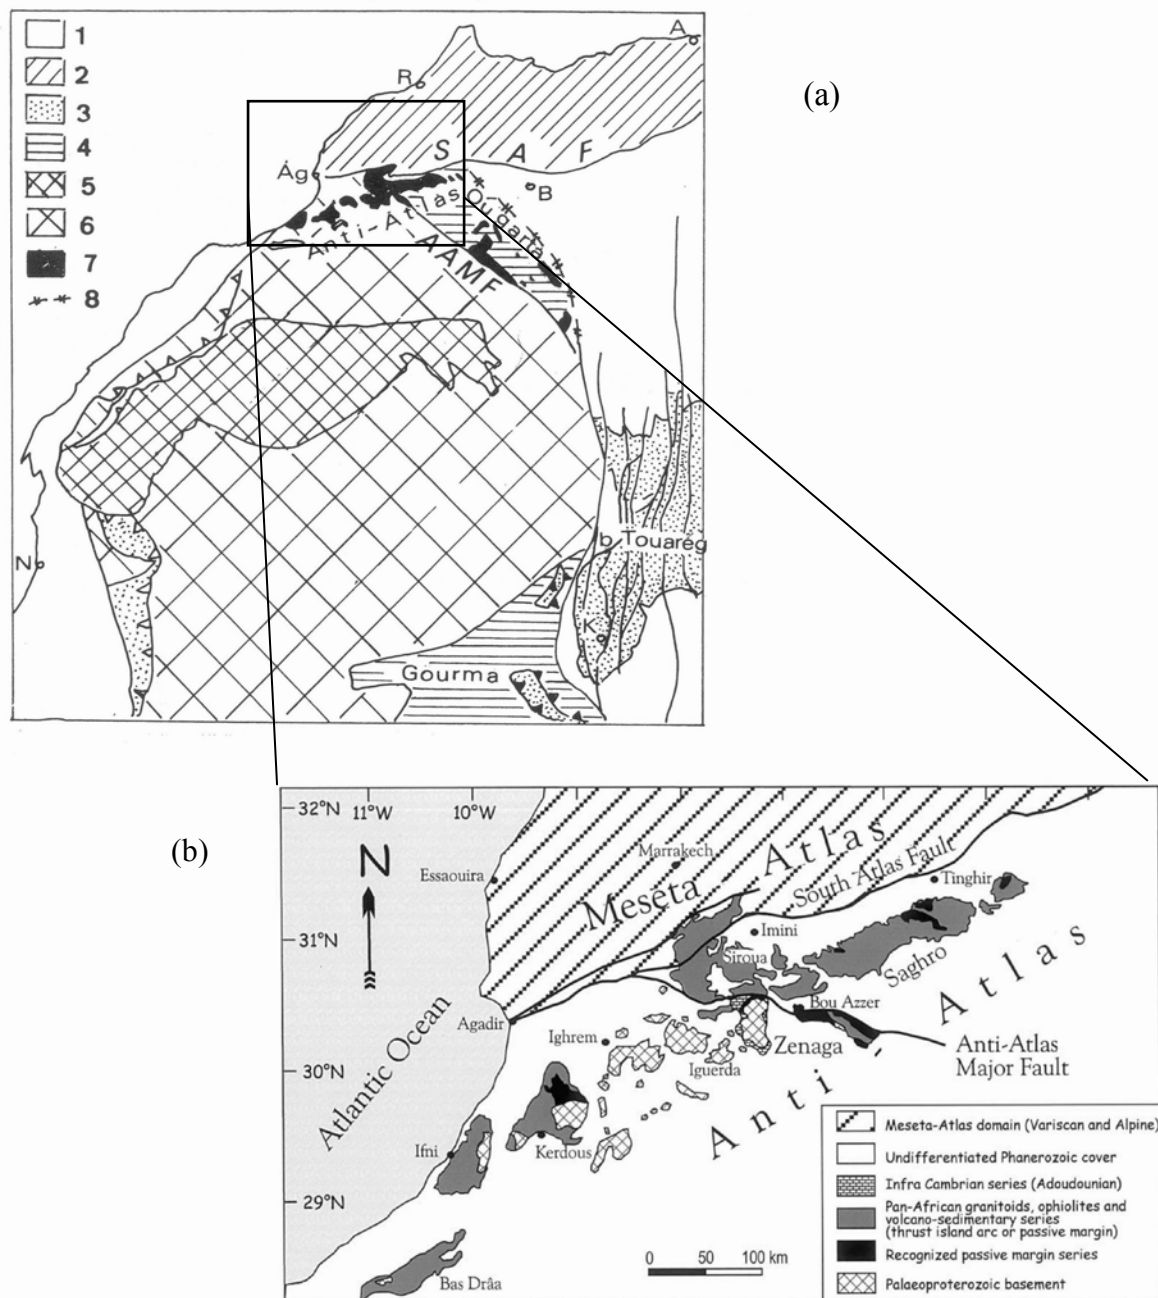 (a)
1
2
3
4
5
6
7
8
A
R
S A F
Ág
B
Anti-Atlas
Ougarta
AAMF
N
b Touareg
K
Gourma
(b)
32°N
11°W
10°W
N
Essaouira
Marrakech
Meseta
Atlas
South Atlas Fault
Tinghir
31°N
Imini
Siroua
Saghro
Agadir
Bou Azzer
Atlantic Ocean
Ighrem
Zenaga
Anti-Atlas
Major Fault
30°N
Iguerda
Anti Atlas
Ifni
Kerdous
29°N
Bas Drâa
0 50 100 km
Meseta-Atlas domain (Variscan and Alpine)
Undifferentiated Phanerozoic cover
Infra Cambrian series (Adoudounian)
Pan-African granitoids, ophiolites and
volcano-sedimentary series
(thrust island arc or passive margin)
Recognized passive margin series
Palaeoproterozoic basement